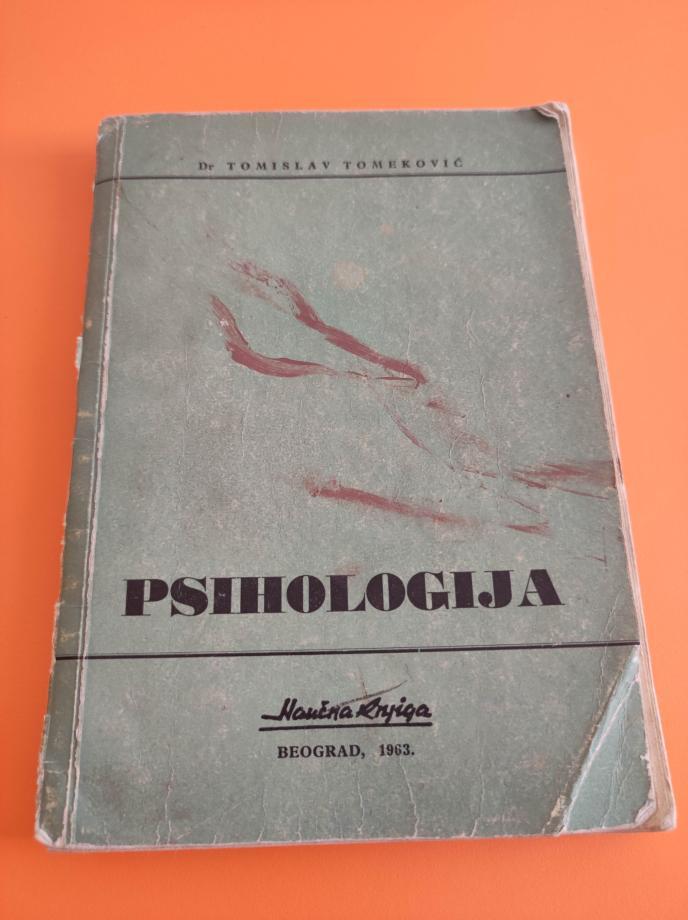 Dr TOMISLAV TOMEKOVIĆ
PSIHOLOGIJA
Naučna Knjiga
BEOGRAD, 1963.